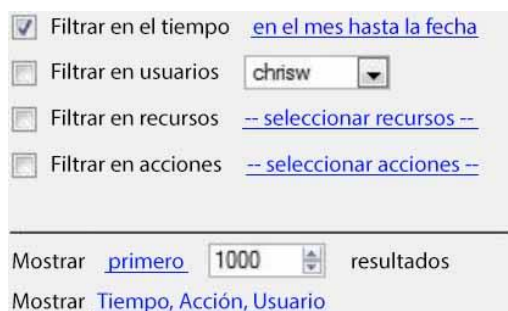 Filtrar en el tiempo en el mes hasta la fecha
Filtrar en usuarios chrisw
Filtrar en recursos -- seleccionar recursos --
Filtrar en acciones -- seleccionar acciones --
Mostrar primero 1000 resultados
Mostrar Tiempo, Acción, Usuario